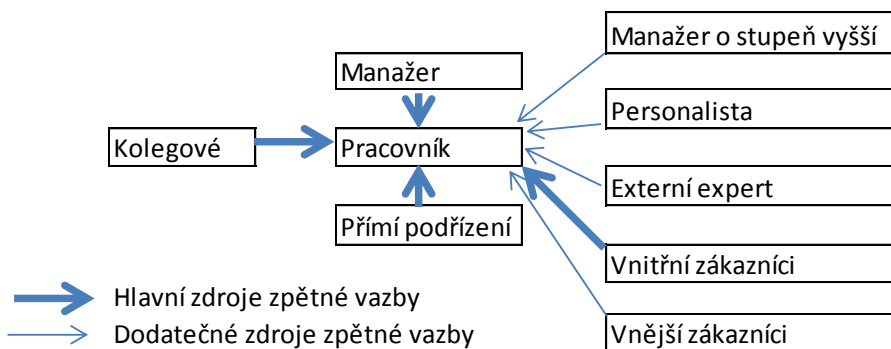 Manažer o stupeň vyšší
Manažer
Personalista
Kolegové
Pracovník
Externí expert
Přímí podřízení
Vnitřní zákazníci
Hlavní zdroje zpětné vazby
Dodatečné zdroje zpětné vazby
Vnější zákazníci